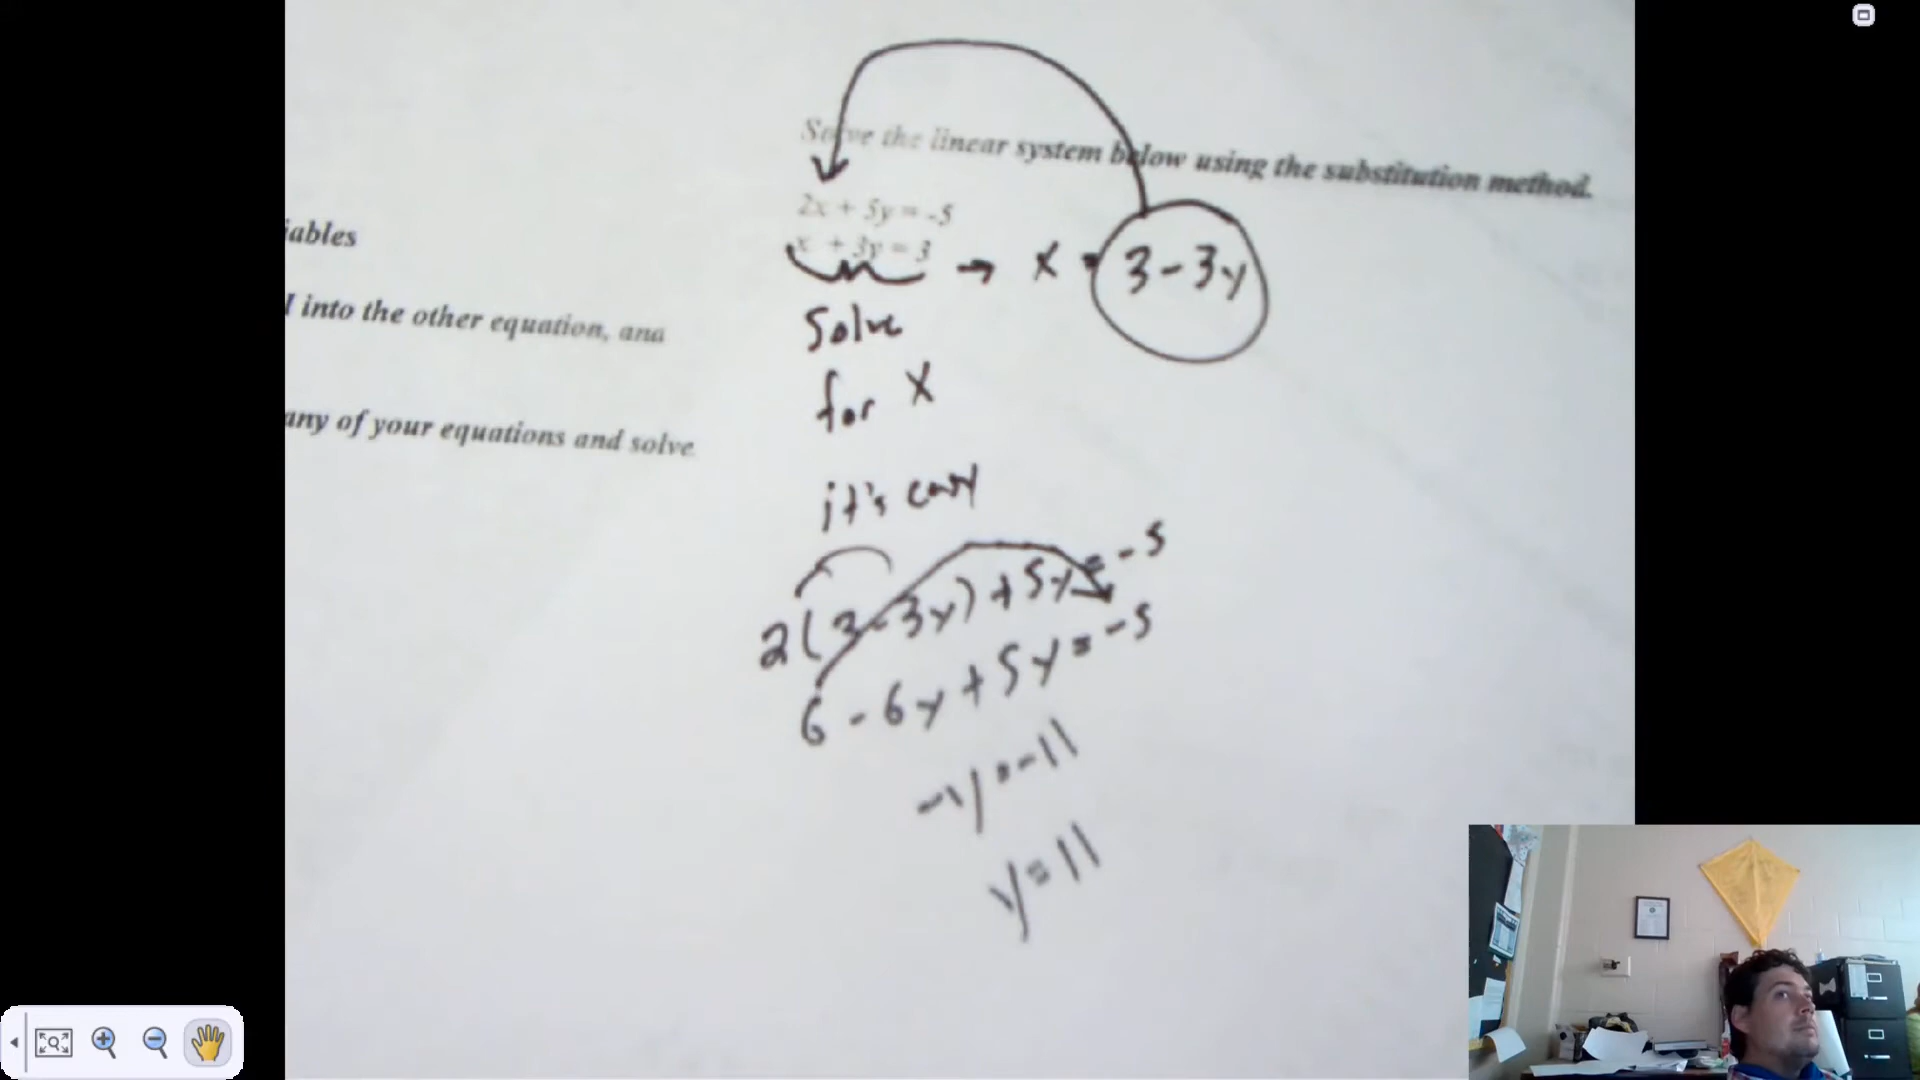 Solve the linear system below using the substitution method.
2x + 5y = -5
x + 3y = 3 → x = 3 - 3y
iables
Solve
I into the other equation, and
for x
any of your equations and solve
it's easy
2(3-3y) + 5y = -5
6 - 6y + 5y = -5
-1y = -11
y = 11